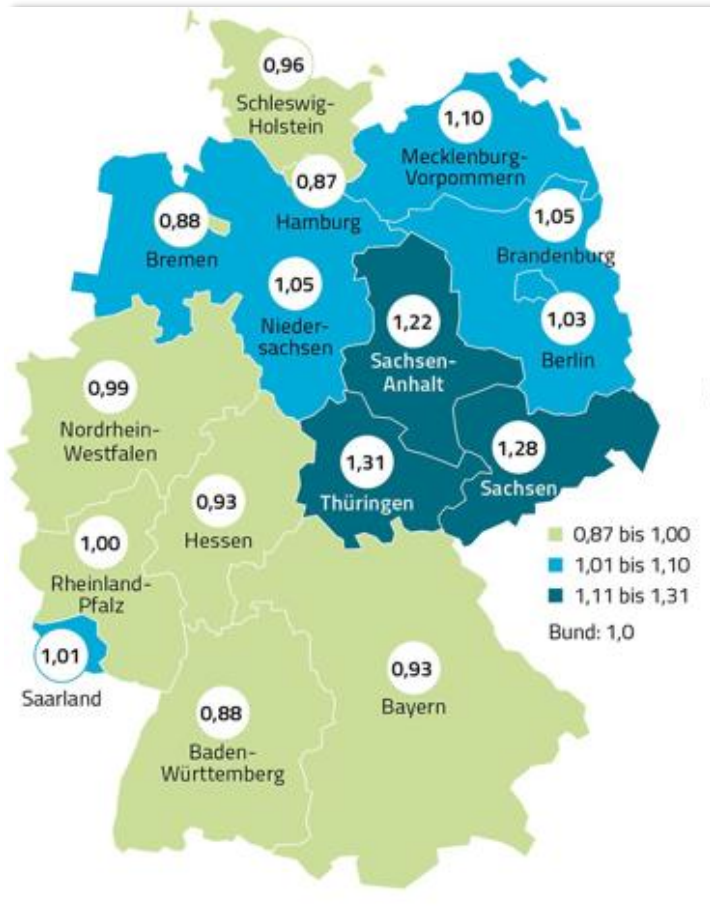 0,96
Schleswig-
Holstein
1,10
Mecklenburg-
Vorpommern
0,87
Hamburg
0,88
Bremen
1,05
Brandenburg
1,05
Nieder-
sachsen
1,03
Berlin
1,22
Sachsen-
Anhalt
0,99
Nordrhein-
Westfalen
1,28
Sachsen
1,31
Thüringen
0,93
Hessen
1,00
Rheinland-
Pfalz
0,87 bis 1,00
1,01 bis 1,10
1,11 bis 1,31
Bund: 1,0
1,01
Saarland
0,93
Bayern
0,88
Baden-
Württemberg